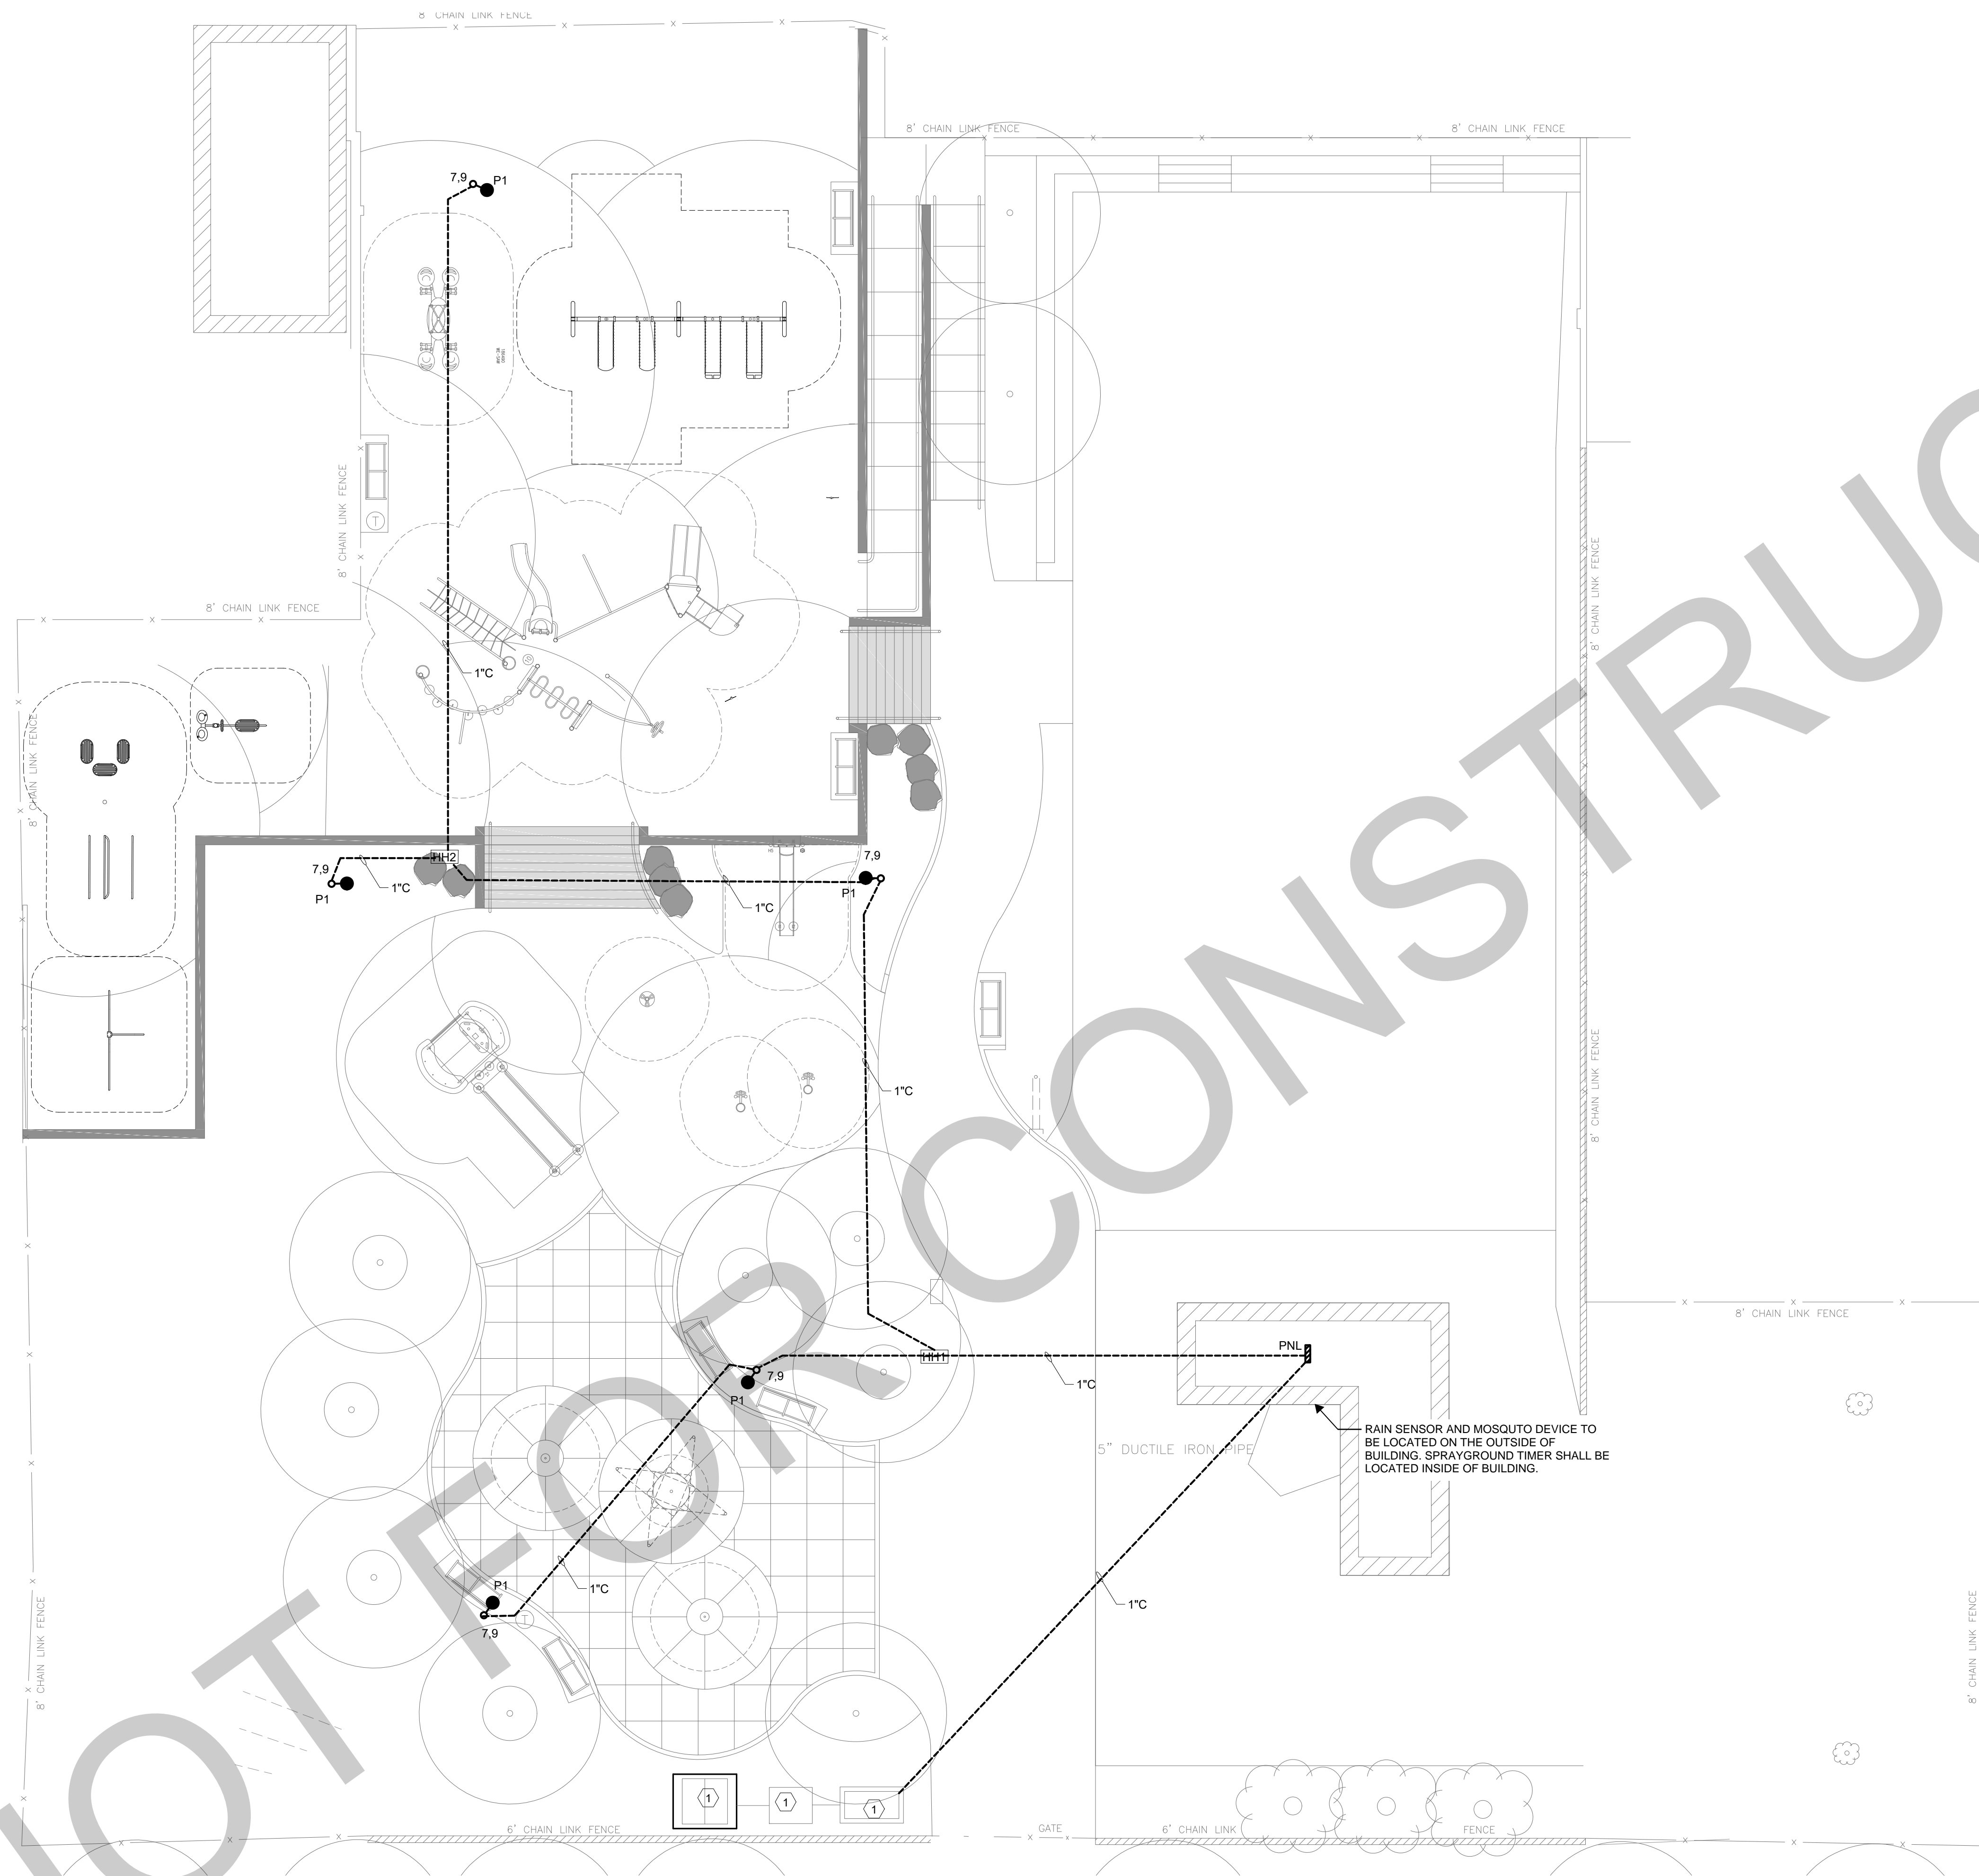 8' CHAIN LINK FENCE
8' CHAIN LINK FENCE
8' CHAIN LINK FENCE
7,9
P1
8' CHAIN LINK FENCE
T
8' CHAIN LINK FENCE
8' CHAIN LINK FENCE
1"C
8' CHAIN LINK FENCE
HH2
7,9
P1
1"C
7,9
P1
1"C
8' CHAIN LINK FENCE
1"C
8' CHAIN LINK FENCE
PNL
HH1
7,9
P1
1"C
RAIN SENSOR AND MOSQUTO DEVICE TO
BE LOCATED ON THE OUTSIDE OF
BUILDING. SPRAYGROUND TIMER SHALL BE
LOCATED INSIDE OF BUILDING.
5" DUCTILE IRON PIPE
P1
7,9
T
1"C
1"C
8' CHAIN LINK FENCE
8' CHAIN LINK FENCE
1
1
1
6' CHAIN LINK FENCE
GATE
6' CHAIN LINK
FENCE
NOT FOR CONSTRUC